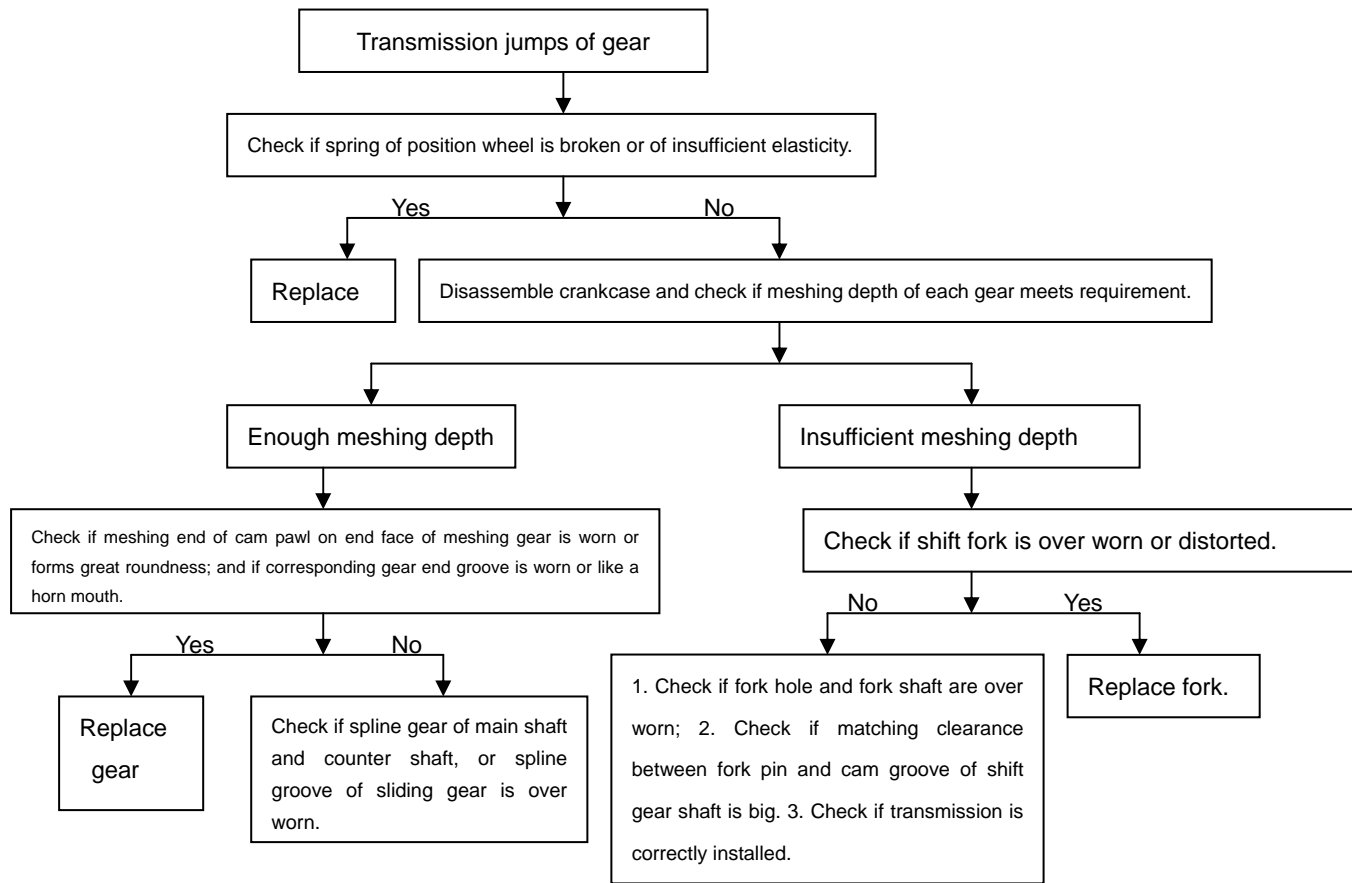 Transmission jumps of gear
Check if spring of position wheel is broken or of insufficient elasticity.
Yes
No
Replace
Disassemble crankcase and check if meshing depth of each gear meets requirement.
Enough meshing depth
Insufficient meshing depth
Check if meshing end of cam pawl on end face of meshing gear is worn or
forms great roundness; and if corresponding gear end groove is worn or like a
horn mouth.
Check if shift fork is over worn or distorted.
Yes
No
No
Yes
Replace
gear
Check if spline gear of main shaft
and counter shaft, or spline
groove of sliding gear is over
worn.
1. Check if fork hole and fork shaft are over
worn; 2. Check if matching clearance
between fork pin and cam groove of shift
gear shaft is big. 3. Check if transmission is
correctly installed.
Replace fork.